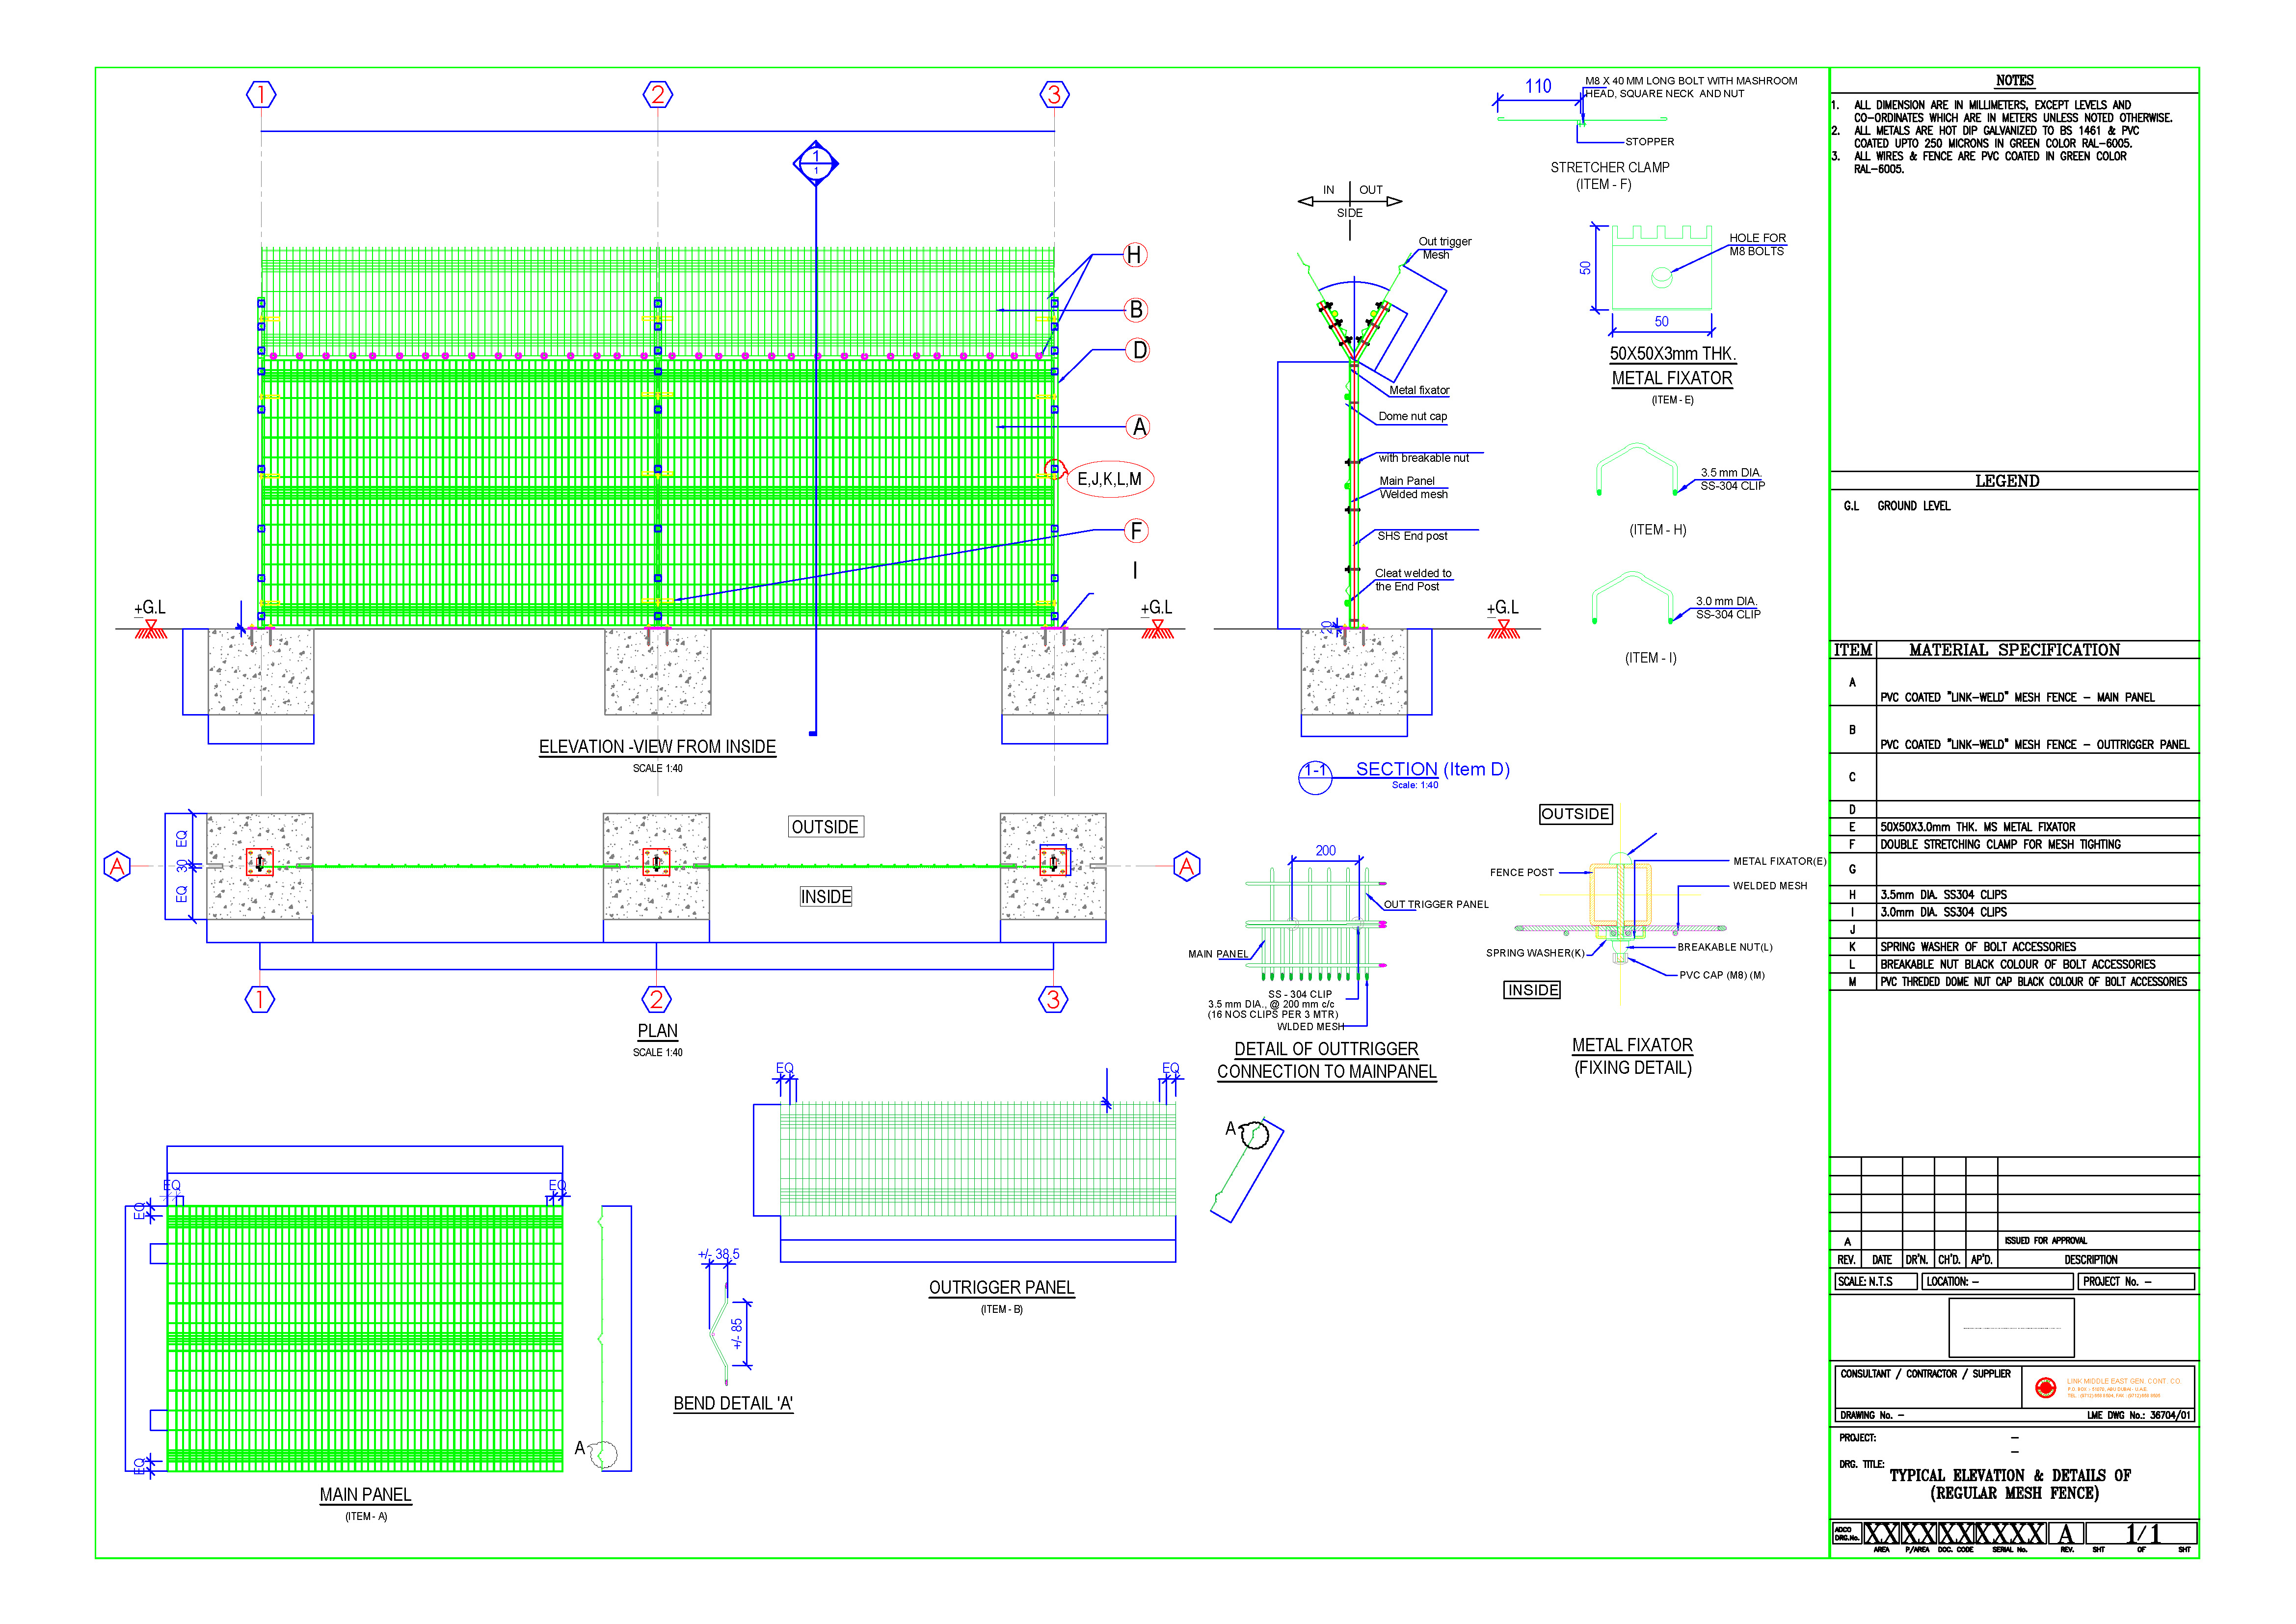 1
2
3
1
1
H
B
D
A
E,J,K,L,M
F
I
+G.L
+G.L
ELEVATION -VIEW FROM INSIDE
SCALE 1:40
IN
OUT
SIDE
Out trigger
Mesh
Metal fixator
Dome nut cap
with breakable nut
Main Panel
Welded mesh
SHS End post
Cleat welded to
the End Post
+G.L
20
1-1
SECTION (Item D)
Scale: 1:40
110
M8 X 40 MM LONG BOLT WITH MASHROOM
HEAD, SQUARE NECK AND NUT
STOPPER
STRETCHER CLAMP
(ITEM - F)
50
HOLE FOR
M8 BOLTS
50
50X50X3mm THK.
METAL FIXATOR
(ITEM - E)
3.5 mm DIA.
SS-304 CLIP
(ITEM - H)
3.0 mm DIA.
SS-304 CLIP
(ITEM - I)
A
EQ
30
EQ
OUTSIDE
INSIDE
A
1
2
3
PLAN
SCALE 1:40
200
OUT TRIGGER PANEL
MAIN PANEL
SS - 304 CLIP
3.5 mm DIA., @ 200 mm c/c
(16 NOS CLIPS PER 3 MTR)
WLDED MESH
DETAIL OF OUTTRIGGER
CONNECTION TO MAINPANEL
OUTSIDE
FENCE POST
METAL FIXATOR(E)
WELDED MESH
SPRING WASHER(K)
BREAKABLE NUT(L)
PVC CAP (M8) (M)
INSIDE
METAL FIXATOR
(FIXING DETAIL)
EQ
EQ
EQ
EQ
A
MAIN PANEL
(ITEM - A)
+/- 38.5
+/- 85
BEND DETAIL 'A'
EQ
EQ
A
OUTRIGGER PANEL
(ITEM - B)
NOTES
1. ALL DIMENSION ARE IN MILLIMETERS, EXCEPT LEVELS AND
CO-ORDINATES WHICH ARE IN METERS UNLESS NOTED OTHERWISE.
2. ALL METALS ARE HOT DIP GALVANIZED TO BS 1461 & PVC
COATED UPTO 250 MICRONS IN GREEN COLOR RAL-6005.
3. ALL WIRES & FENCE ARE PVC COATED IN GREEN COLOR
RAL-6005.
LEGEND
G.L GROUND LEVEL
ITEM MATERIAL SPECIFICATION
A PVC COATED "LINK-WELD" MESH FENCE - MAIN PANEL
B PVC COATED "LINK-WELD" MESH FENCE - OUTTRIGGER PANEL
C
D
E 50X50X3.0mm THK. MS METAL FIXATOR
F DOUBLE STRETCHING CLAMP FOR MESH TIGHTING
G
H 3.5mm DIA. SS304 CLIPS
I 3.0mm DIA. SS304 CLIPS
J
K SPRING WASHER OF BOLT ACCESSORIES
L BREAKABLE NUT BLACK COLOUR OF BOLT ACCESSORIES
M PVC THREDED DOME NUT CAP BLACK COLOUR OF BOLT ACCESSORIES
A ISSUED FOR APPROVAL
REV. DATE DR'N. CH'D. AP'D. DESCRIPTION
SCALE: N.T.S LOCATION: - PROJECT No. -
CONSULTANT / CONTRACTOR / SUPPLIER
LINK MIDDLE EAST GEN. CONT. CO.
DRAWING No. - LME DWG No.: 36704/01
PROJECT: -
-
DRG. TITLE:
TYPICAL ELEVATION & DETAILS OF
(REGULAR MESH FENCE)
ADCO
DRG.No.
XX XX XX XXXX A 1/1
AREA P/AREA DOC. CODE SERIAL No. REV. SHT OF SHT